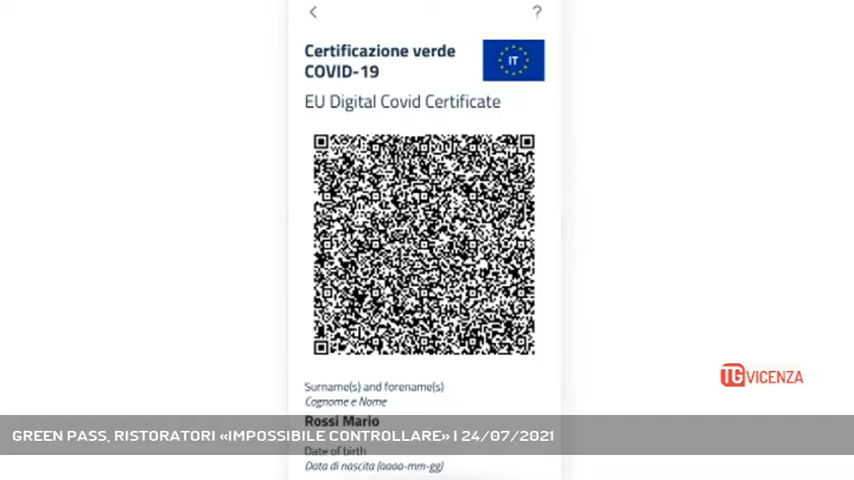 Certificazione verde
COVID-19
IT
EU Digital Covid Certificate
Surname(s) and forename(s)
Cognome e Nome
Rossi Mario
Date of birth
Data di nascita (aaaa-mm-gg)
TG VICENZA
GREEN PASS, RISTORATORI «IMPOSSIBILE CONTROLLARE» | 24/07/2021